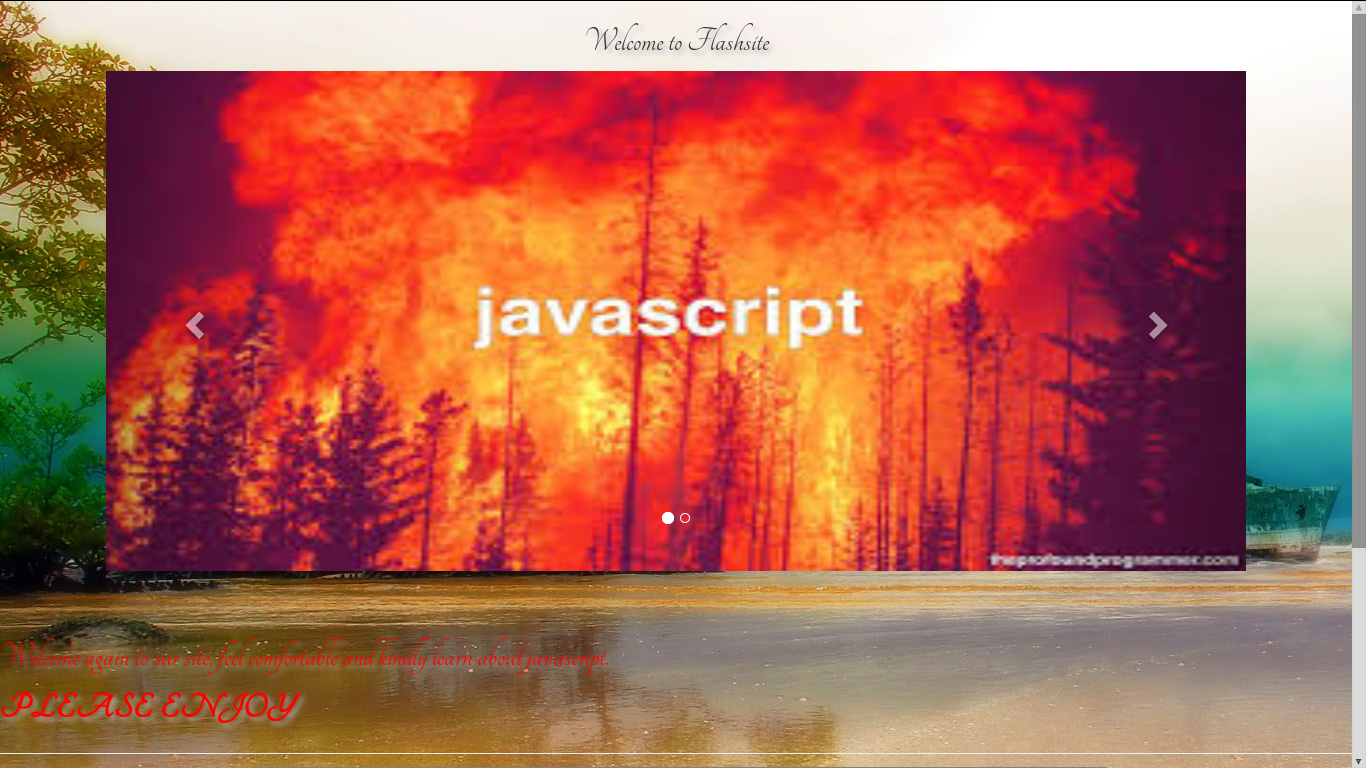 Welcome to Flashsite
javascript
theprofoundprogrammer.com
Welcome again to our site, feel comfortable and kindly learn about javascript.
PLEASE ENJOY